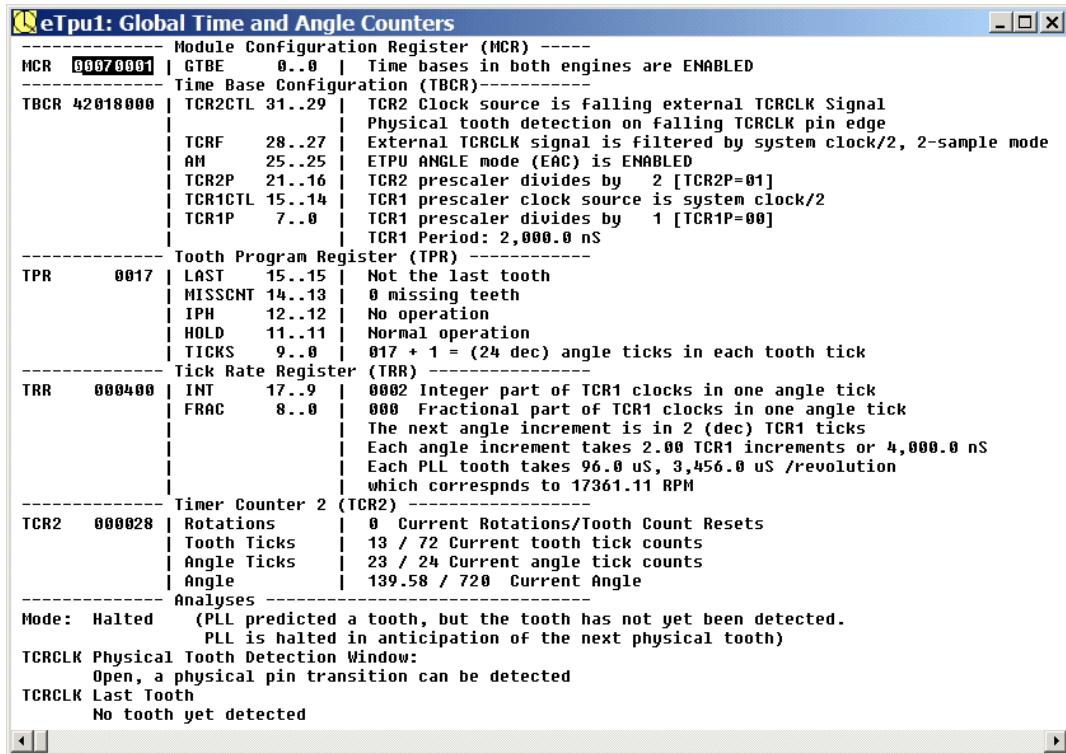 eTpu1: Global Time and Angle Counters
-------------- Module Configuration Register (MCR) -----
MCR 00070001 | GTBE 0..0 | Time bases in both engines are ENABLED
-------------- Time Base Configuration (TBCR)-----------
TBCR 42018000 | TCR2CTL 31..29 | TCR2 Clock source is falling external TCRCLK Signal
| | Physical tooth detection on falling TCRCLK pin edge
| TCRF 28..27 | External TCRCLK signal is filtered by system clock/2, 2-sample mode
| AM 25..25 | ETPU ANGLE mode (EAC) is ENABLED
| TCR2P 21..16 | TCR2 prescaler divides by 2 [TCR2P=01]
| TCR1CTL 15..14 | TCR1 prescaler clock source is system clock/2
| TCR1P 7..0 | TCR1 prescaler divides by 1 [TCR1P=00]
| | TCR1 Period: 2,000.0 nS
-------------- Tooth Program Register (TPR) ------------
TPR 0017 | LAST 15..15 | Not the last tooth
| MISSCNT 14..13 | 0 missing teeth
| IPH 12..12 | No operation
| HOLD 11..11 | Normal operation
| TICKS 9..0 | 017 + 1 = (24 dec) angle ticks in each tooth tick
-------------- Tick Rate Register (TRR) ----------------
TRR 000400 | INT 17..9 | 0002 Integer part of TCR1 clocks in one angle tick
| FRAC 8..0 | 000 Fractional part of TCR1 clocks in one angle tick
| | The next angle increment is in 2 (dec) TCR1 ticks
| | Each angle increment takes 2.00 TCR1 increments or 4,000.0 nS
| | Each PLL tooth takes 96.0 uS, 3,456.0 uS /revolution
| | which correspnds to 17361.11 RPM
-------------- Timer Counter 2 (TCR2) ------------------
TCR2 000028 | Rotations | 0 Current Rotations/Tooth Count Resets
| Tooth Ticks | 13 / 72 Current tooth tick counts
| Angle Ticks | 23 / 24 Current angle tick counts
| Angle | 139.58 / 720 Current Angle
-------------- Analyses --------------------------------
Mode: Halted (PLL predicted a tooth, but the tooth has not yet been detected.
PLL is halted in anticipation of the next physical tooth)
TCRCLK Physical Tooth Detection Window:
Open, a physical pin transition can be detected
TCRCLK Last Tooth
No tooth yet detected